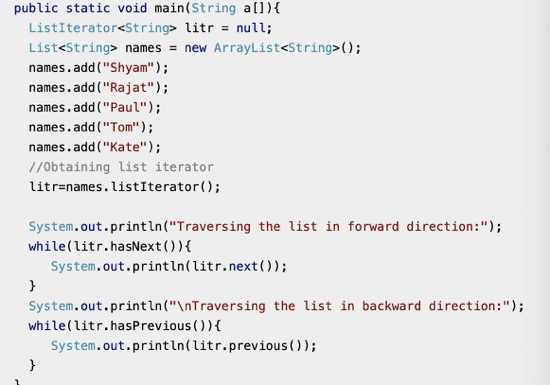 public static void main(String a[]){
ListIterator<String> litr = null;
List<String> names = new ArrayList<String>();
names.add("Shyam");
names.add("Rajat");
names.add("Paul");
names.add("Tom");
names.add("Kate");
//Obtaining list iterator
litr=names.listIterator();
System.out.println("Traversing the list in forward direction:");
while(litr.hasNext()){
System.out.println(litr.next());
}
System.out.println("\nTraversing the list in backward direction:");
while(litr.hasPrevious()){
System.out.println(litr.previous());
}
}